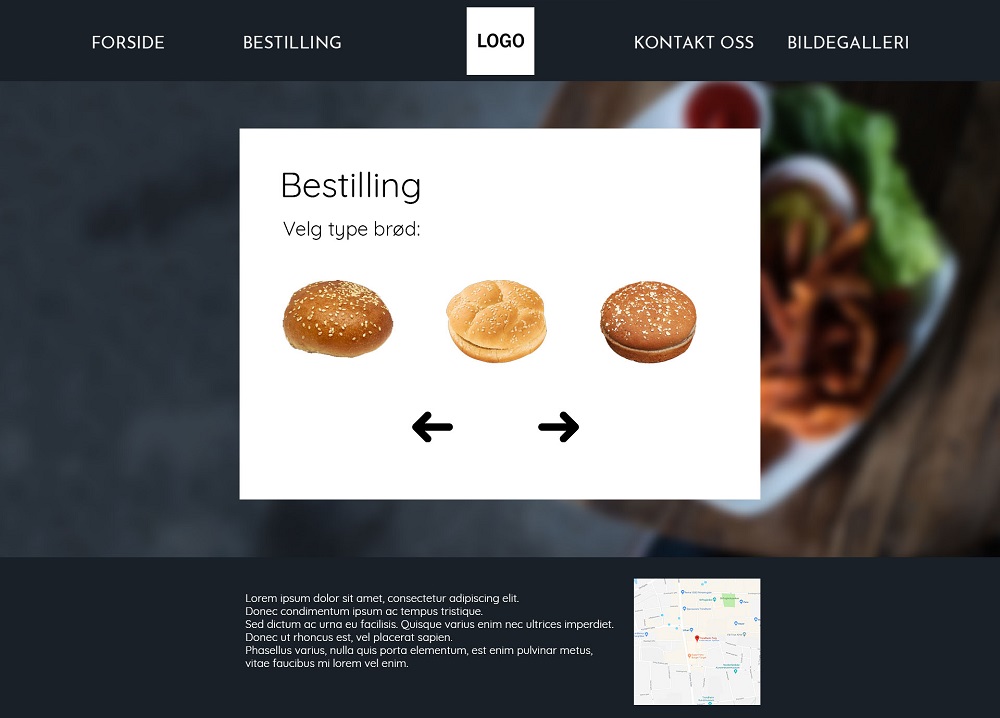 FORSIDE
BESTILLING
LOGO
KONTAKT OSS
BILDEGALLERI
Bestilling
Velg type brød:
Lorem ipsum dolor sit amet, consectetur adipiscing elit.
Donec condimentum ipsum ac tempus tristique.
Sed dictum ac urna eu facilisis. Quisque varius enim nec ultrices imperdiet.
Donec ut rhoncus est, vel placerat sapien.
Phasellus varius, nulla quis porta elementum, est enim pulvinar metus,
vitae faucibus mi lorem vel enim.